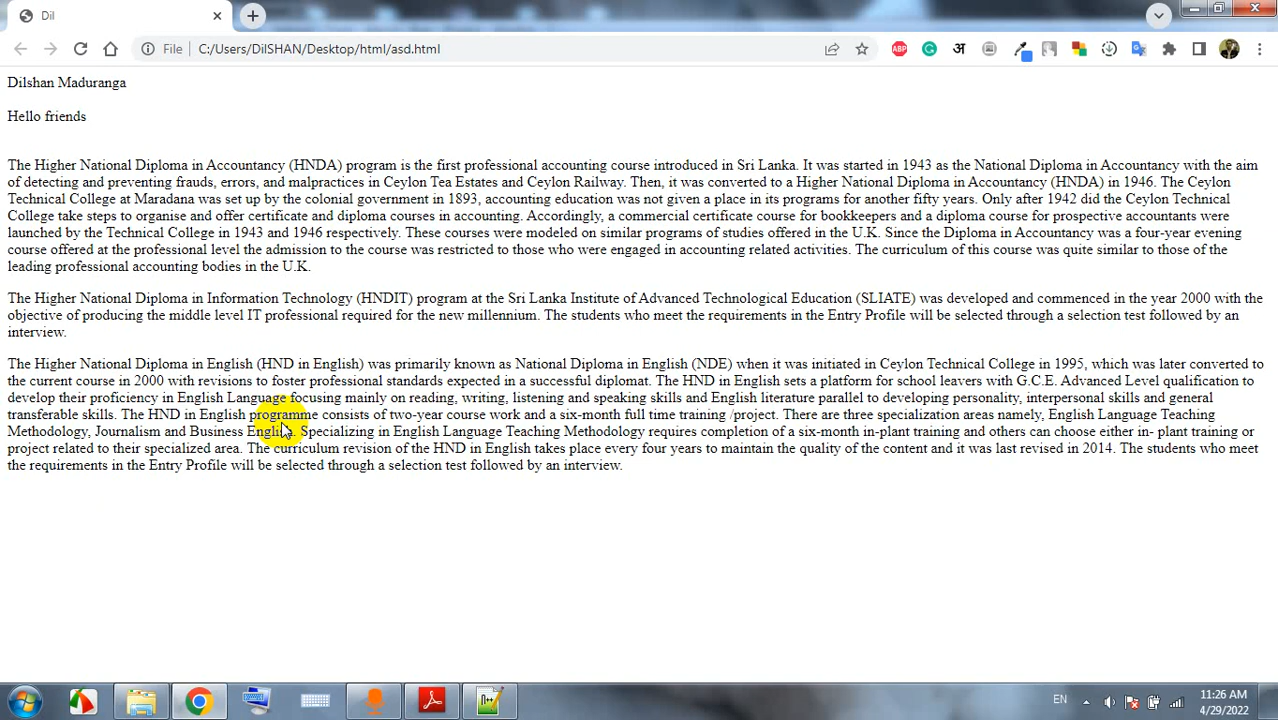 Dil
File
C:/Users/DilSHAN/Desktop/html/asd.html
ABP
अ
Dilshan Maduranga
Hello friends
The Higher National Diploma in Accountancy (HNDA) program is the first professional accounting course introduced in Sri Lanka. It was started in 1943 as the National Diploma in Accountancy with the aim
of detecting and preventing frauds, errors, and malpractices in Ceylon Tea Estates and Ceylon Railway. Then, it was converted to a Higher National Diploma in Accountancy (HNDA) in 1946. The Ceylon
Technical College at Maradana was set up by the colonial government in 1893, accounting education was not given a place in its programs for another fifty years. Only after 1942 did the Ceylon Technical
College take steps to organise and offer certificate and diploma courses in accounting. Accordingly, a commercial certificate course for bookkeepers and a diploma course for prospective accountants were
launched by the Technical College in 1943 and 1946 respectively. These courses were modeled on similar programs of studies offered in the U.K. Since the Diploma in Accountancy was a four-year evening
course offered at the professional level the admission to the course was restricted to those who were engaged in accounting related activities. The curriculum of this course was quite similar to those of the
leading professional accounting bodies in the U.K.
The Higher National Diploma in Information Technology (HNDIT) program at the Sri Lanka Institute of Advanced Technological Education (SLIATE) was developed and commenced in the year 2000 with the
objective of producing the middle level IT professional required for the new millennium. The students who meet the requirements in the Entry Profile will be selected through a selection test followed by an
interview.
The Higher National Diploma in English (HND in English) was primarily known as National Diploma in English (NDE) when it was initiated in Ceylon Technical College in 1995, which was later converted to
the current course in 2000 with revisions to foster professional standards expected in a successful diplomat. The HND in English sets a platform for school leavers with G.C.E. Advanced Level qualification to
develop their proficiency in English Language focusing mainly on reading, writing, listening and speaking skills and English literature parallel to developing personality, interpersonal skills and general
transferable skills. The HND in English programme consists of two-year course work and a six-month full time training /project. There are three specialization areas namely, English Language Teaching
Methodology, Journalism and Business English. Specializing in English Language Teaching Methodology requires completion of a six-month in-plant training and others can choose either in- plant training or
project related to their specialized area. The curriculum revision of the HND in English takes place every four years to maintain the quality of the content and it was last revised in 2014. The students who meet
the requirements in the Entry Profile will be selected through a selection test followed by an interview.
EN
11:26 AM
4/29/2022